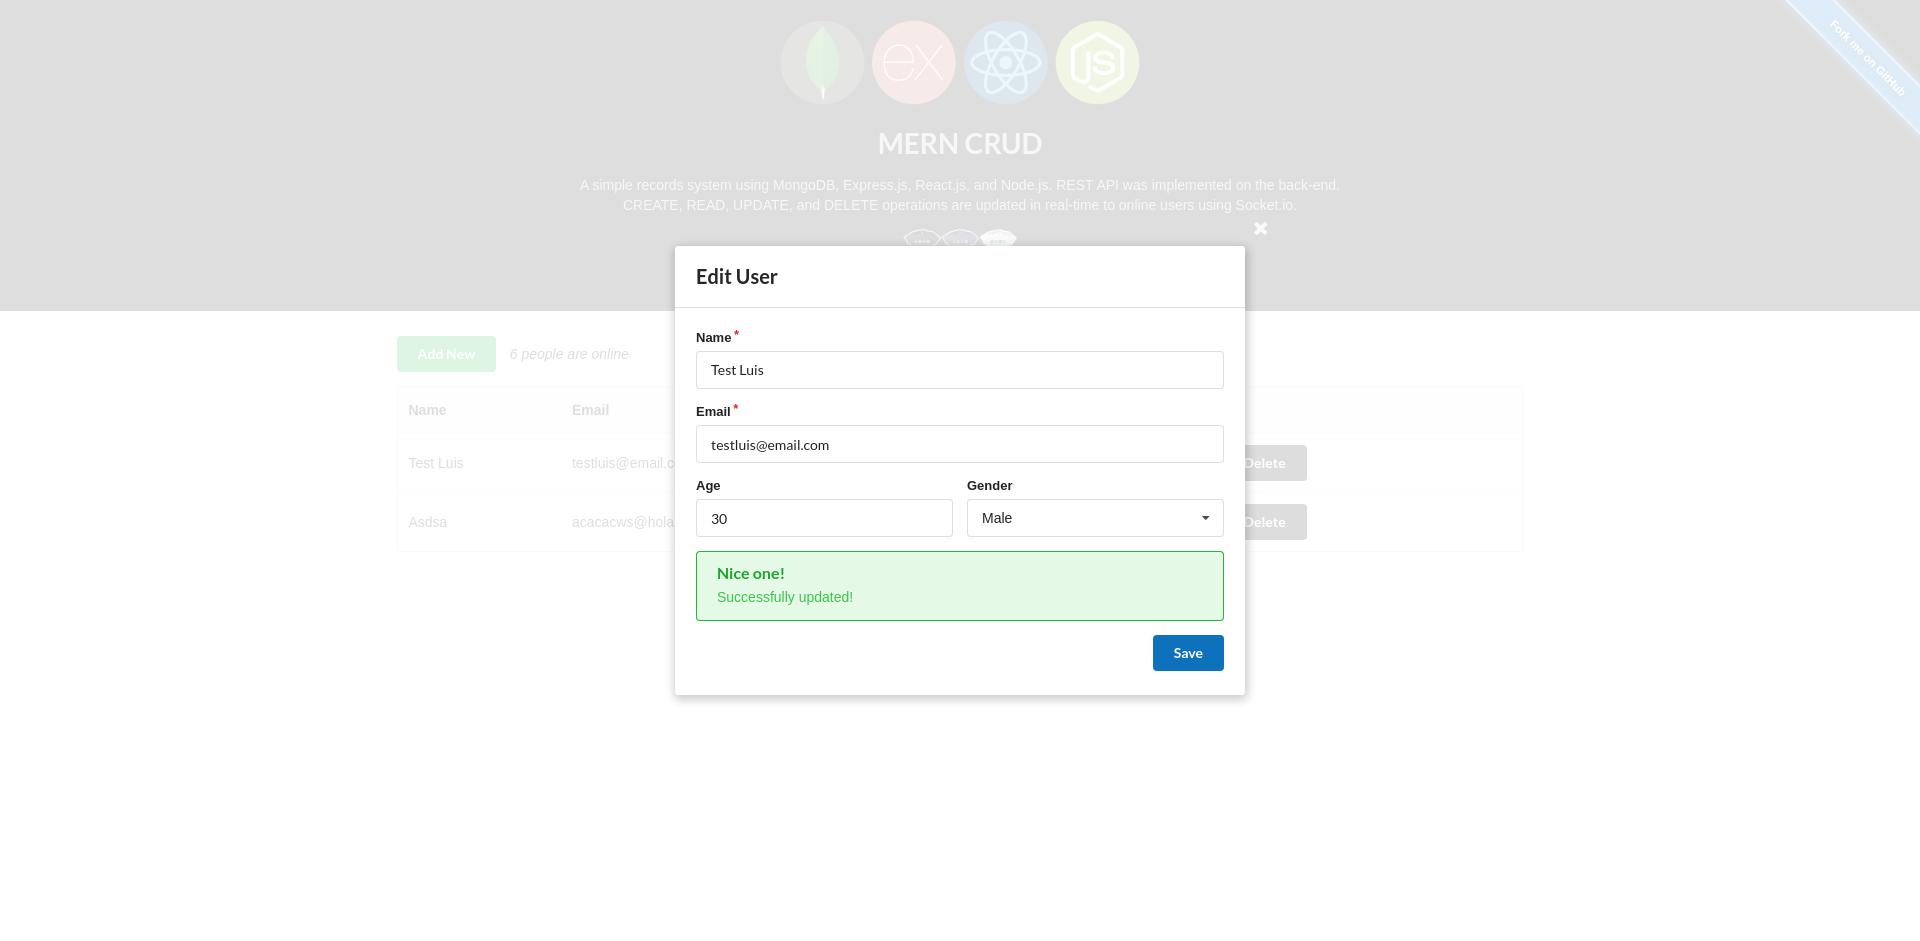 ex
JS
Fork me on GitHub
MERN CRUD
A simple records system using MongoDB, Express.js, React.js, and Node.js. REST API was implemented on the back-end.
CREATE, READ, UPDATE, and DELETE operations are updated in real-time to online users using Socket.io.
Edit User
Name*
Test Luis
Email*
testluis@email.com
Age Gender
30 Male
Nice one!
Successfully updated!
Save
Add New 6 people are online
Name Email
Test Luis testluis@email.c Delete
Asdsa acacacws@hola Delete